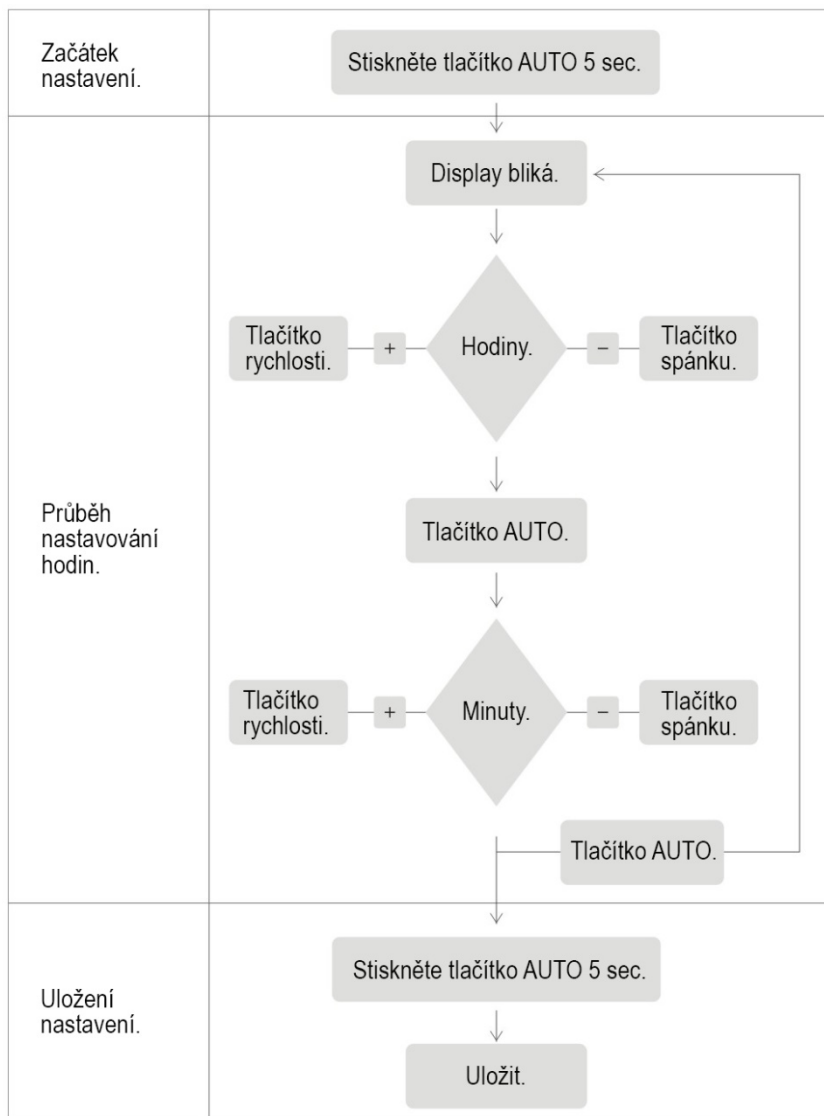 Začátek
nastavení.
Stiskněte tlačítko AUTO 5 sec.
Průběh
nastavování
hodin.
Display bliká.
Tlačítko
rychlosti.
+
Hodiny.
−
Tlačítko
spánku.
Tlačítko AUTO.
Tlačítko
rychlosti.
+
Minuty.
−
Tlačítko
spánku.
Tlačítko AUTO.
Uložení
nastavení.
Stiskněte tlačítko AUTO 5 sec.
Uložit.